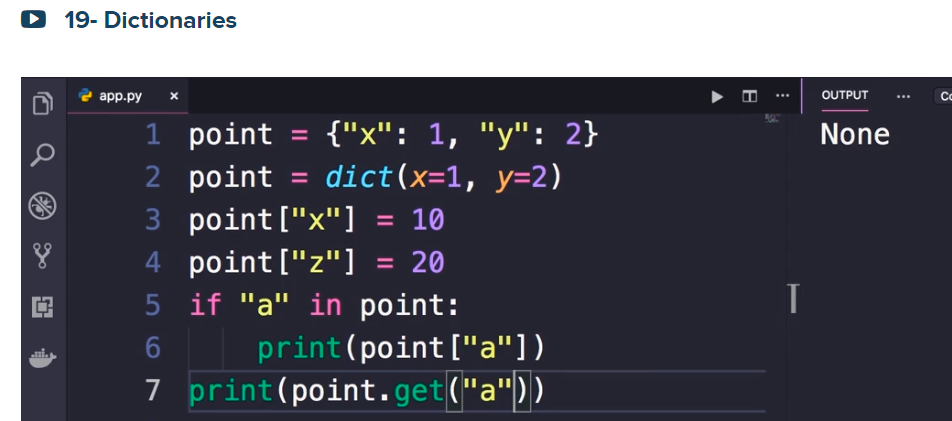 19- Dictionaries
app.py ×
OUTPUT
None
1 point = {"x": 1, "y": 2}
2 point = dict(x=1, y=2)
3 point["x"] = 10
4 point["z"] = 20
5 if "a" in point:
6     print(point["a"])
7 print(point.get("a"))